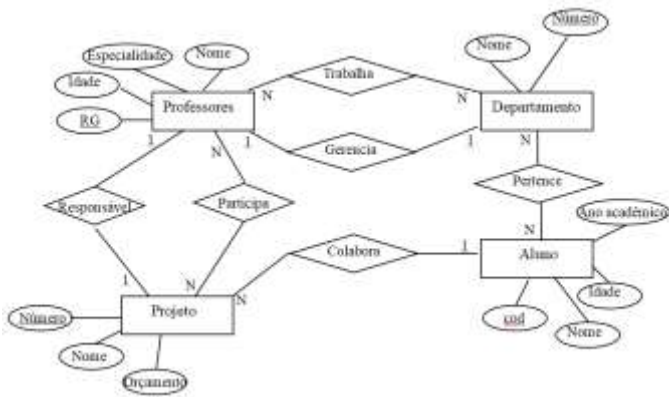 Número
Especialidade
Nome
Nome
Idade
Trabalha
Professores
Departamento
RG
N
N
1
N
1
1
N
Gerencia
Pertence
Responsável
Participa
Ano acadêmico
N
Colabora
1
Aluno
1
N
N
Idade
Projeto
Número
cod
Nome
Nome
Orçamento